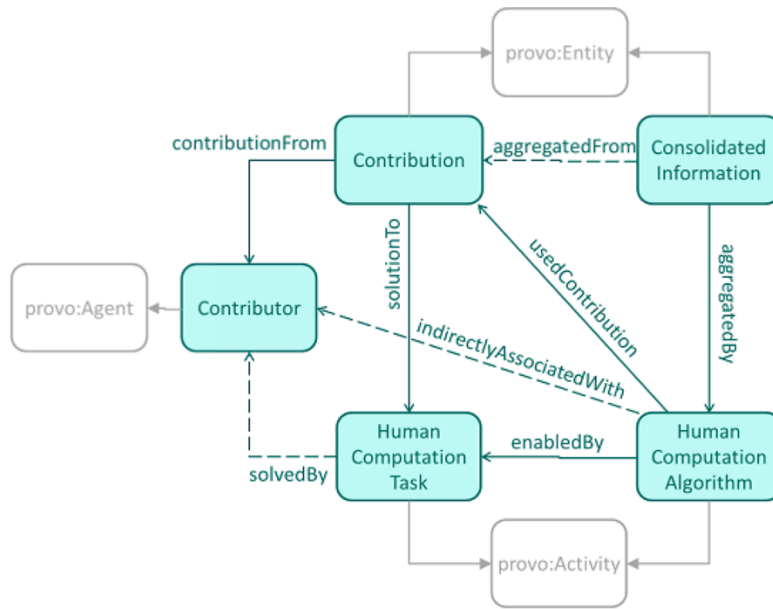 provo:Entity
contributionFrom
Contribution
aggregatedFrom
Consolidated
Information
solutionTo
usedContribution
aggregatedBy
provo:Agent
Contributor
indirectlyAssociatedWith
Human
Computation
Task
enabledBy
Human
Computation
Algorithm
solvedBy
provo:Activity